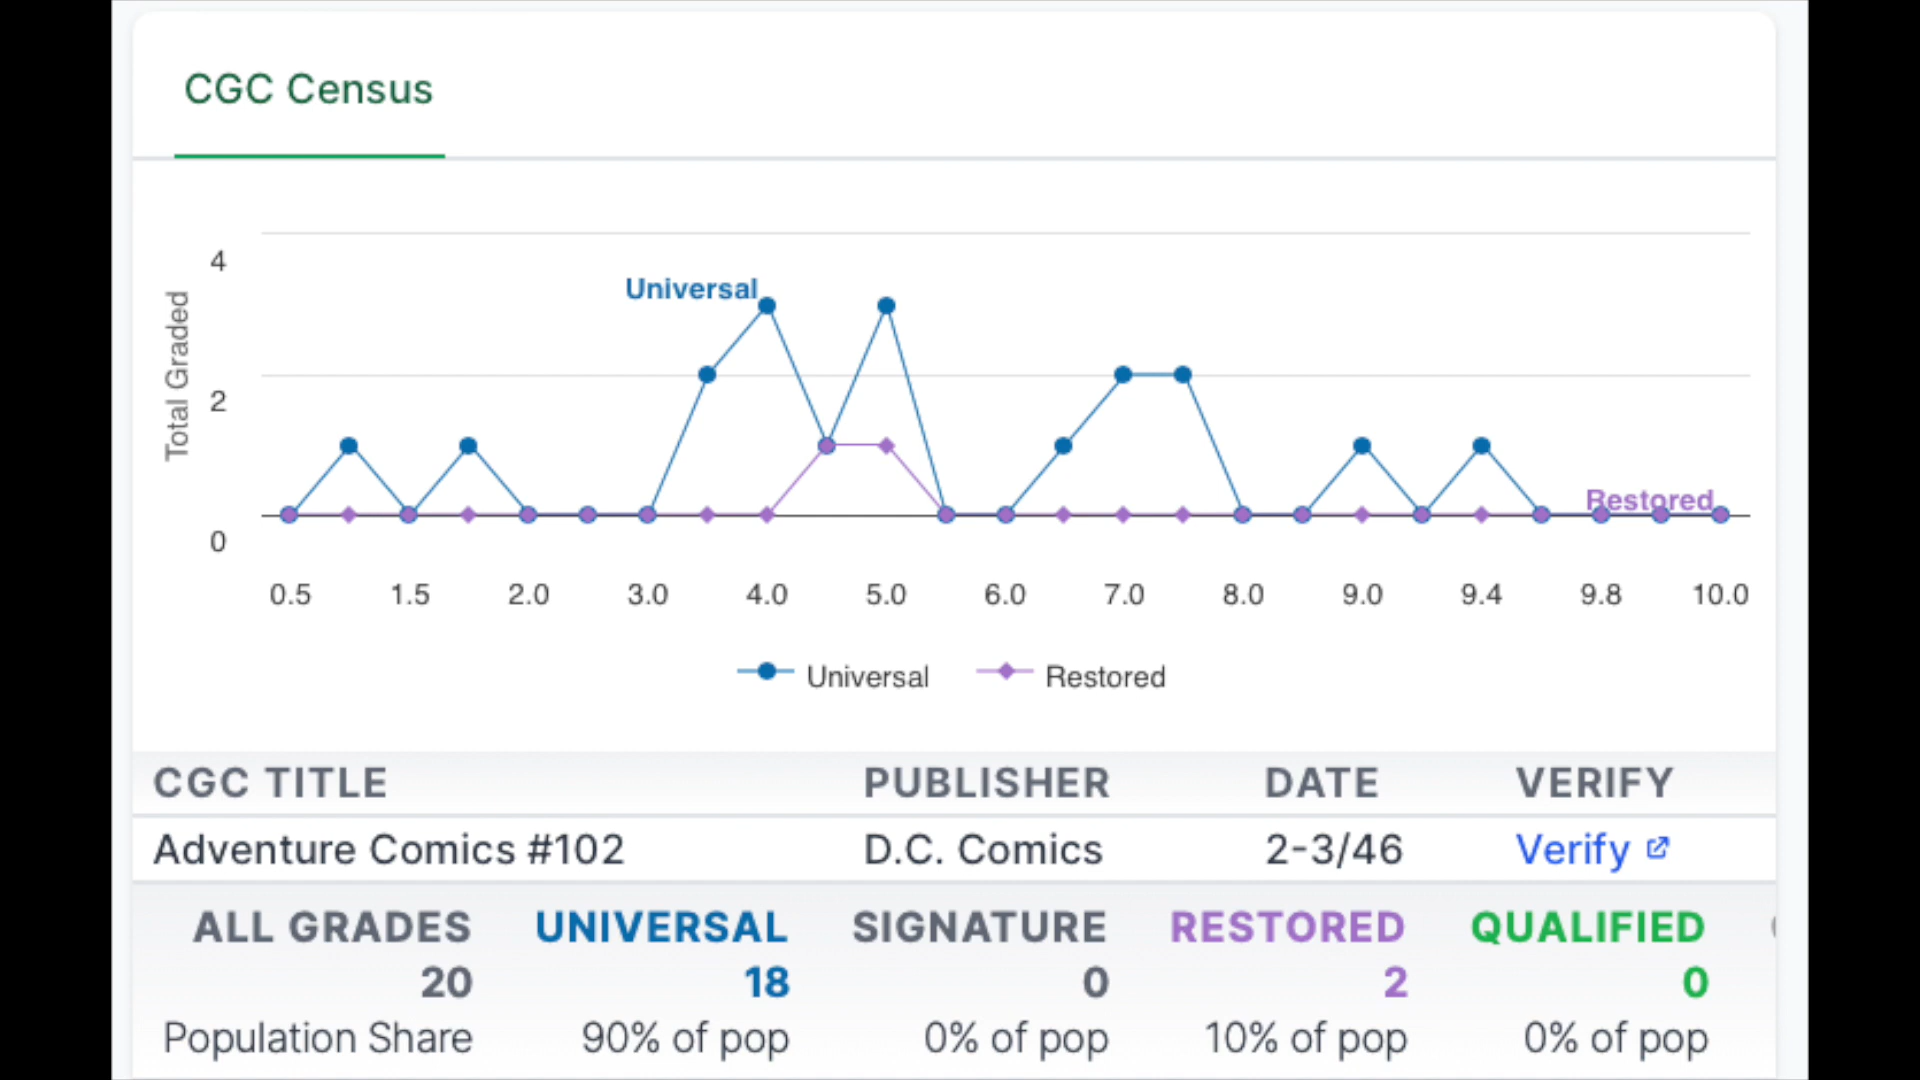 CGC Census
4
Universal
Total Graded
2
Restored
0
0.5 1.5 2.0 3.0 4.0 5.0 6.0 7.0 8.0 9.0 9.4 9.8 10.0
Universal Restored
CGC TITLE PUBLISHER DATE VERIFY
Adventure Comics #102 D.C. Comics 2-3/46 Verify
ALL GRADES UNIVERSAL SIGNATURE RESTORED QUALIFIED
20 18 0 2 0
Population Share 90% of pop 0% of pop 10% of pop 0% of pop